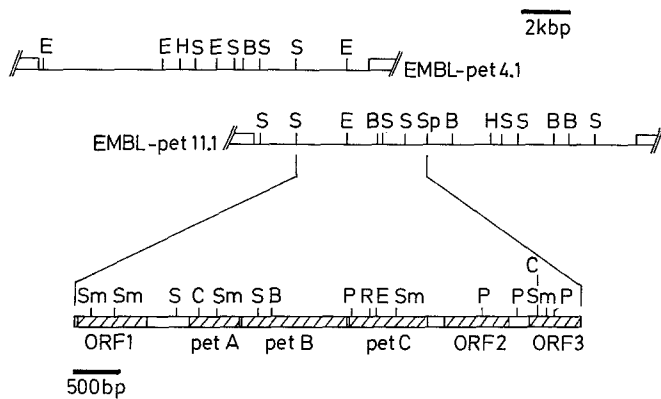 2kbp
E E H S E S B S S E
EMBL-pet 4.1
S S E B S S Sp B H S S B B S
EMBL-pet 11.1
C
Sm Sm S C Sm S B P R E Sm P P Sm P
ORF1 pet A pet B pet C ORF2 ORF3
500bp